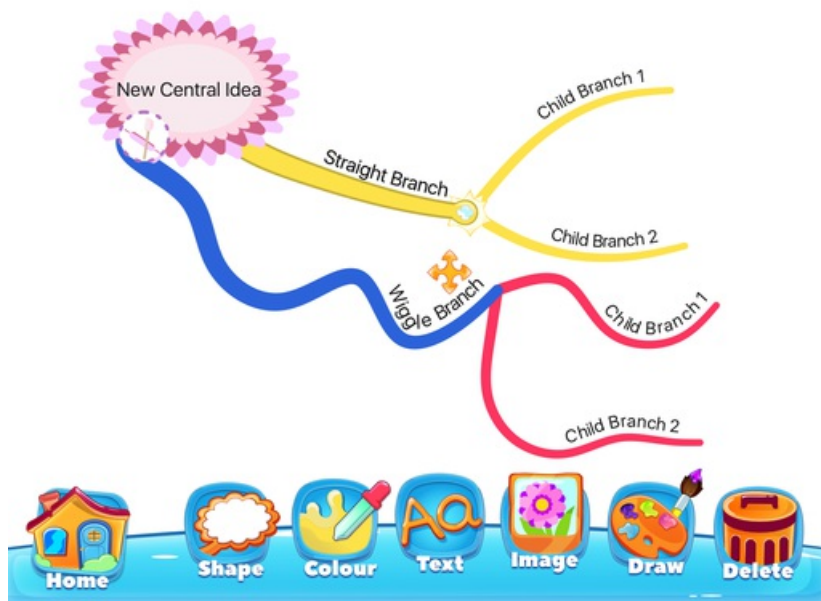 New Central Idea
Straight Branch
Child Branch 1
Child Branch 2
Wiggle Branch
Child Branch 1
Child Branch 2
Home
Shape
Colour
Aa
Text
Image
Draw
Delete